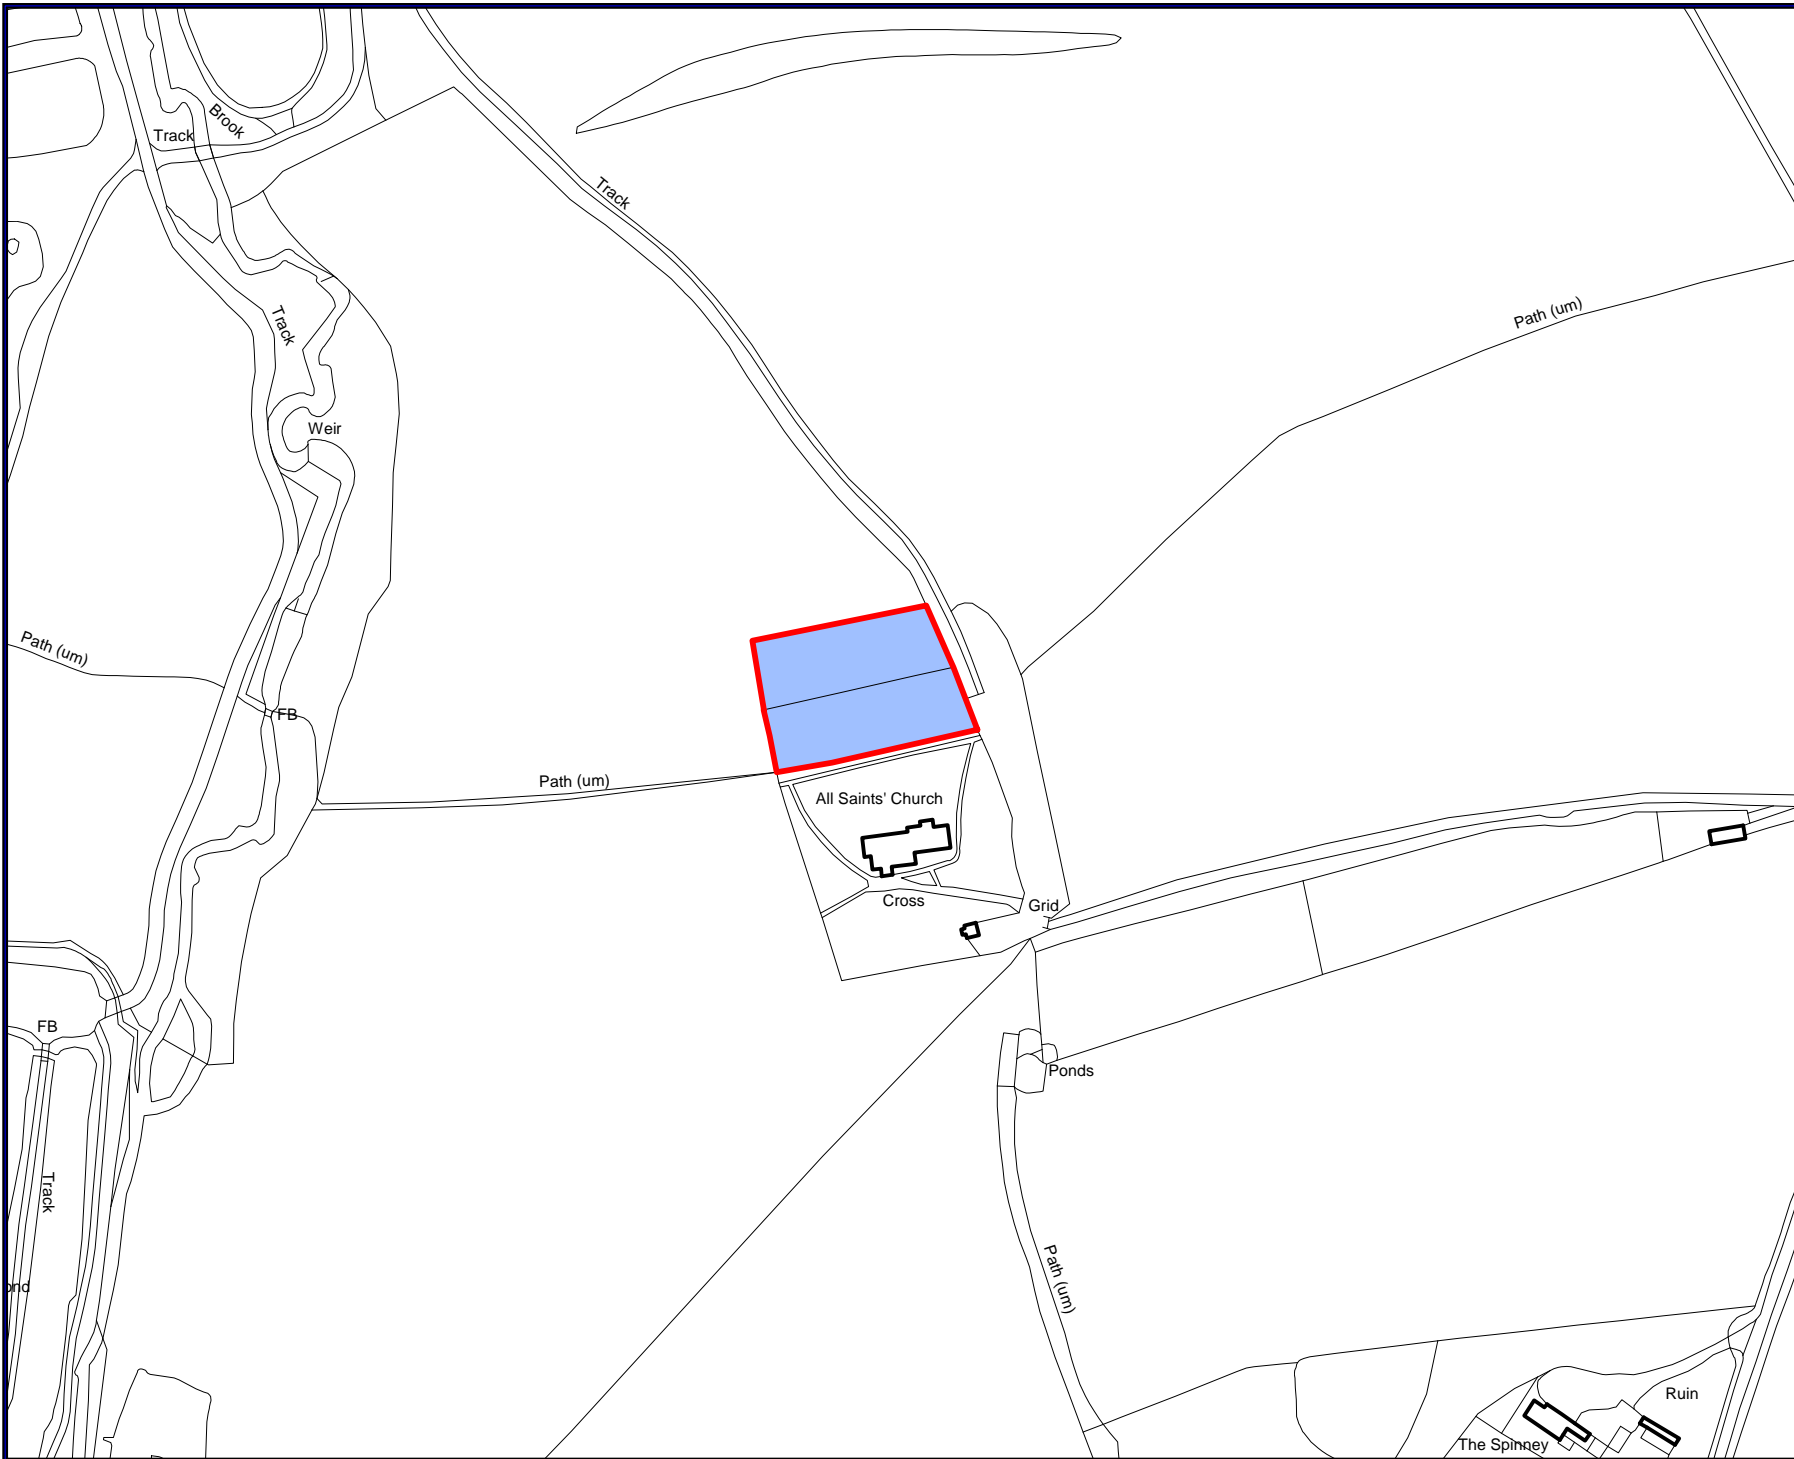 Brook
Track
Track
Path (um)
Track
Weir
Path (um)
FB
Path (um)
All Saints' Church
Cross
Grid
FB
Ponds
Track
Path (um)
ond
Ruin
The Spinney